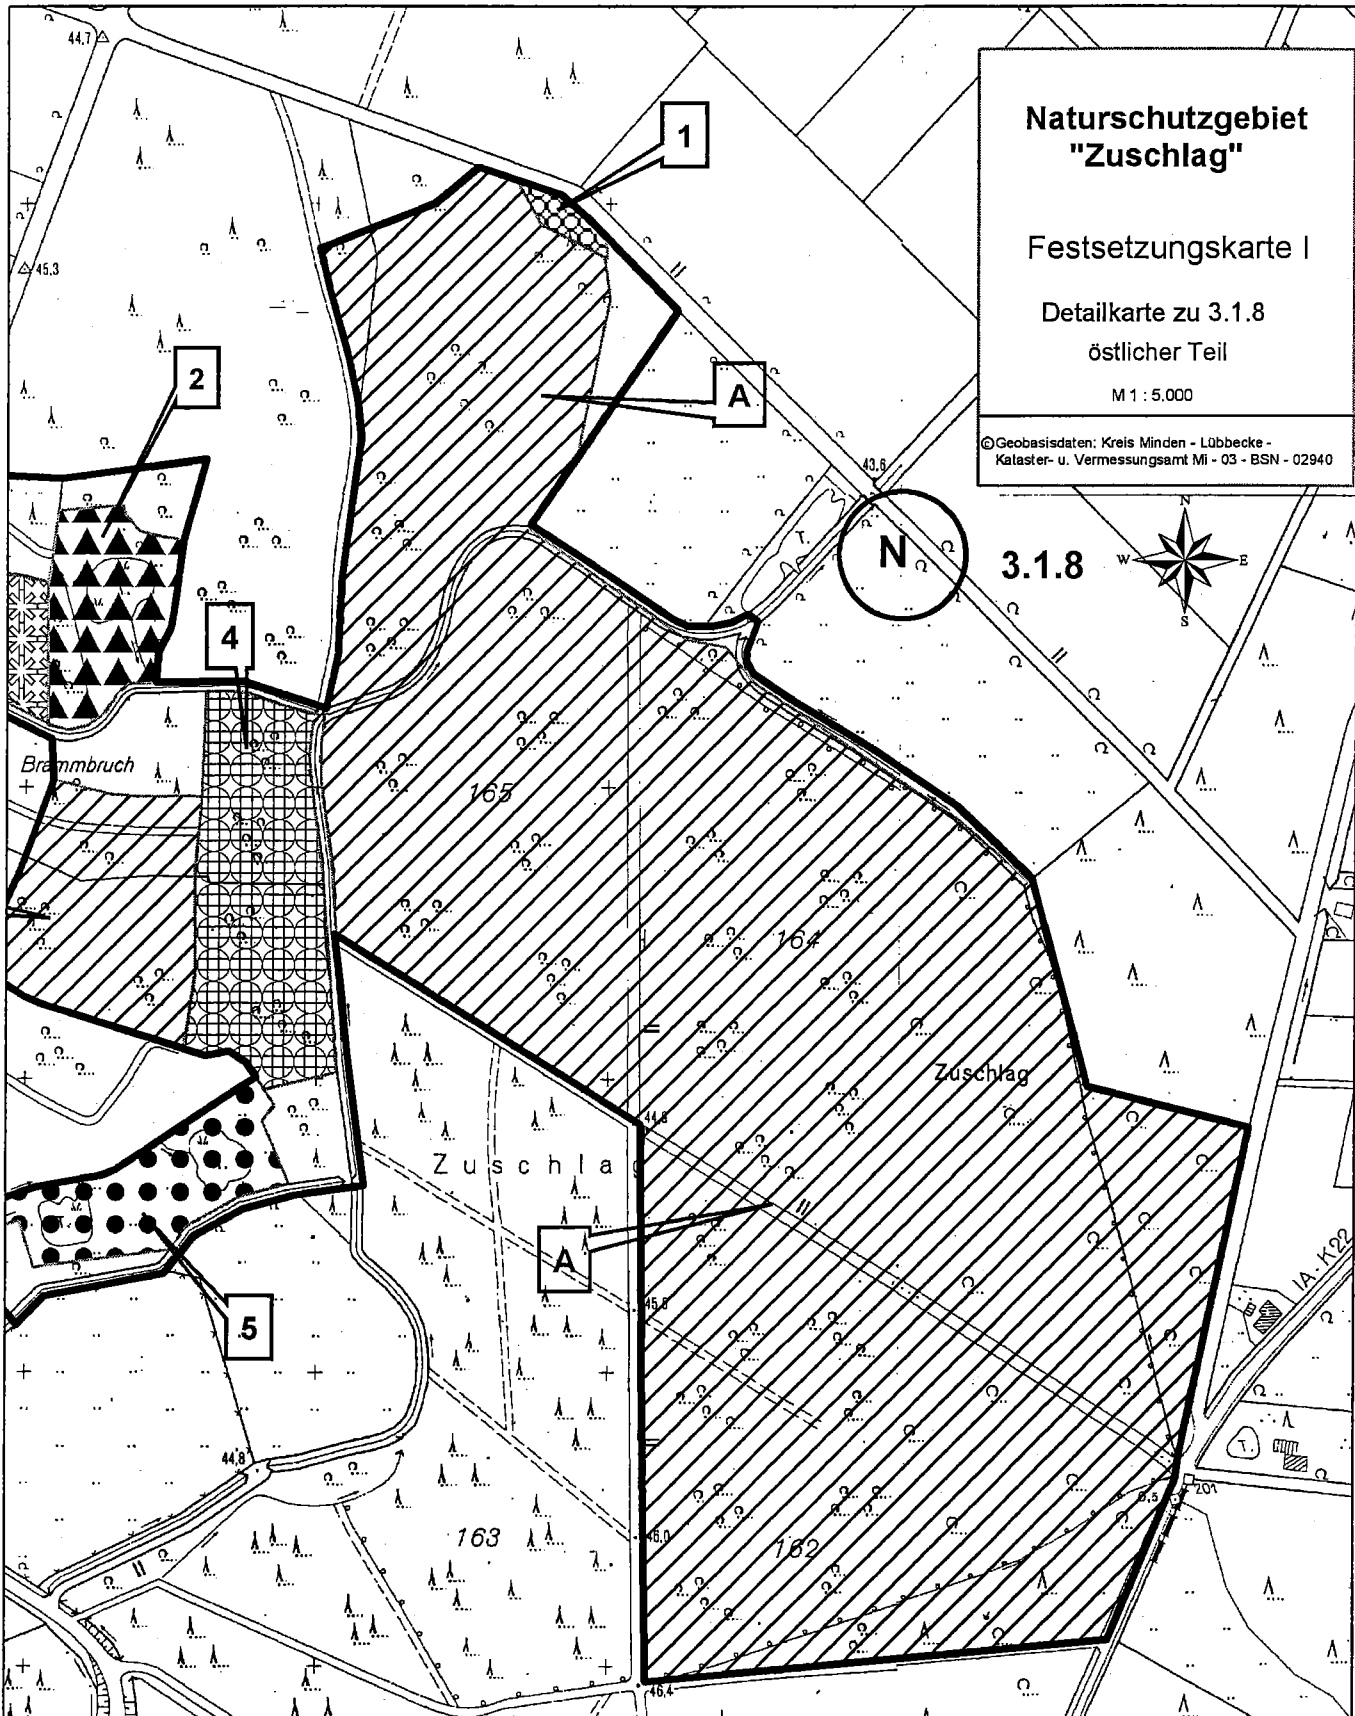 44.7
1
Naturschutzgebiet
"Zuschlag"
Festsetzungskarte I
Detailkarte zu 3.1.8
östlicher Teil
M 1 : 5.000
©Geobasisdaten: Kreis Minden - Lübbecke -
Kataster- u. Vermessungsamt Mi - 03 - BSN - 02940
45,3
2
A
43.6
T.
N
3.1.8
N
W
E
S
4
Brammbruch
165
164
Zuschlag
44,8
Zuschlag
A
45,5
IA - K22
5
T.
44,8
201
163
46,0
162
46,4